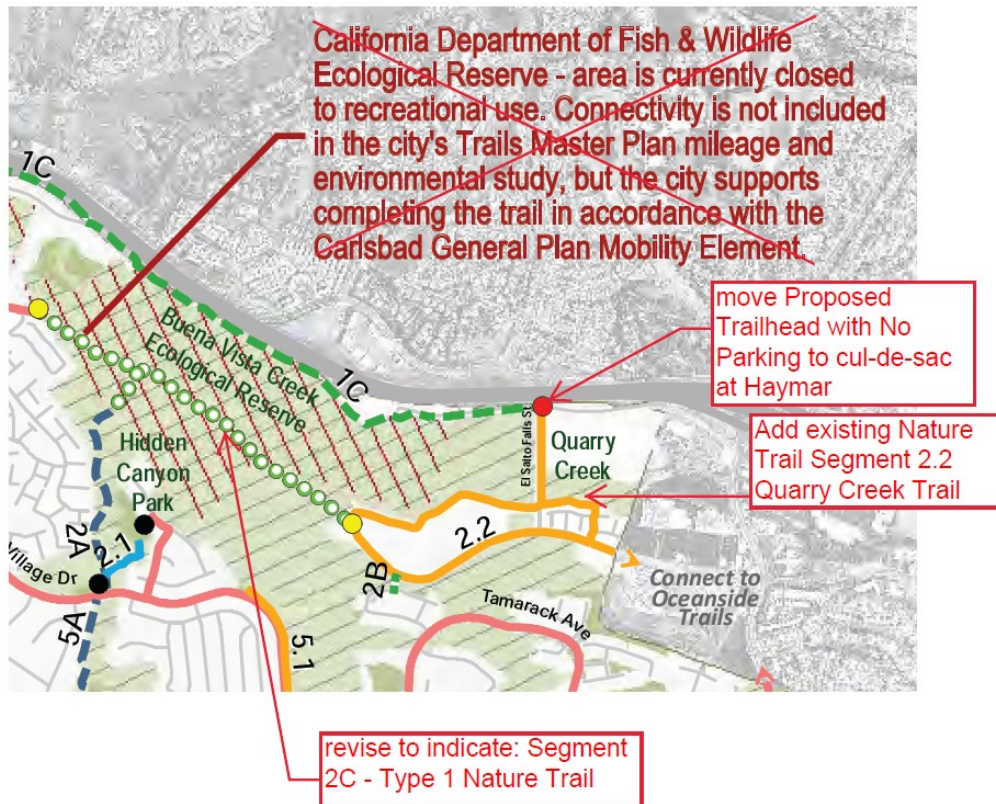 California Department of Fish & Wildlife
Ecological Reserve - area is currently closed
to recreational use. Connectivity is not included
in the city's Trails Master Plan mileage and
environmental study, but the city supports
completing the trail in accordance with the
Carlsbad General Plan Mobility Element.
1C
move Proposed
Trailhead with No
Parking to cul-de-sac
at Haymar
Buena Vista Creek
Ecological Reserve
1C
El Salto Falls St
Quarry
Creek
Add existing Nature
Trail Segment 2.2
Quarry Creek Trail
Hidden
Canyon
Park
2A
2.1
2.2
2B
Village Dr
Connect to
Oceanside
Trails
Tamarack Ave
5A
5.1
revise to indicate: Segment
2C - Type 1 Nature Trail